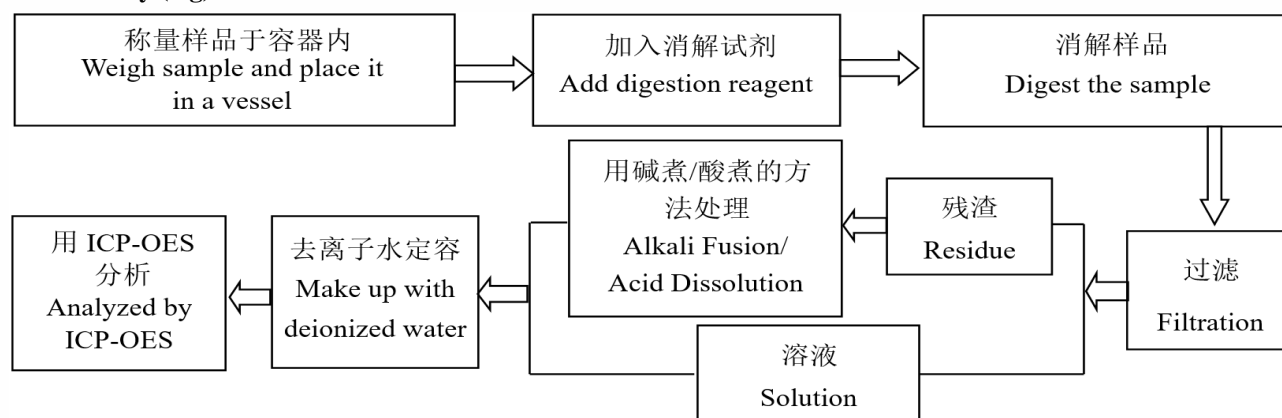 称量样品于容器内
Weigh sample and place it
in a vessel
加入消解试剂
Add digestion reagent
消解样品
Digest the sample
过滤
Filtration
残渣
Residue
用碱煮/酸煮的方
法处理
Alkali Fusion/
Acid Dissolution
溶液
Solution
去离子水定容
Make up with
deionized water
用 ICP-OES
分析
Analyzed by
ICP-OES